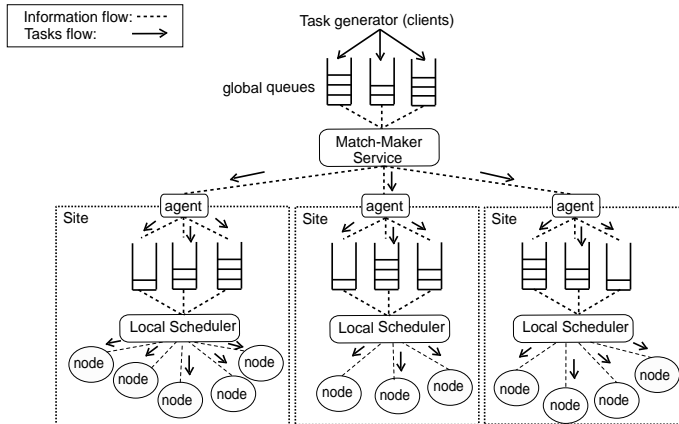 Information flow:
Tasks flow:
Task generator (clients)
global queues
Match-Maker
Service
agent
agent
agent
Site
Site
Site
Local Scheduler
Local Scheduler
Local Scheduler
node
node
node
node
node
node
node
node
node
node
node
node